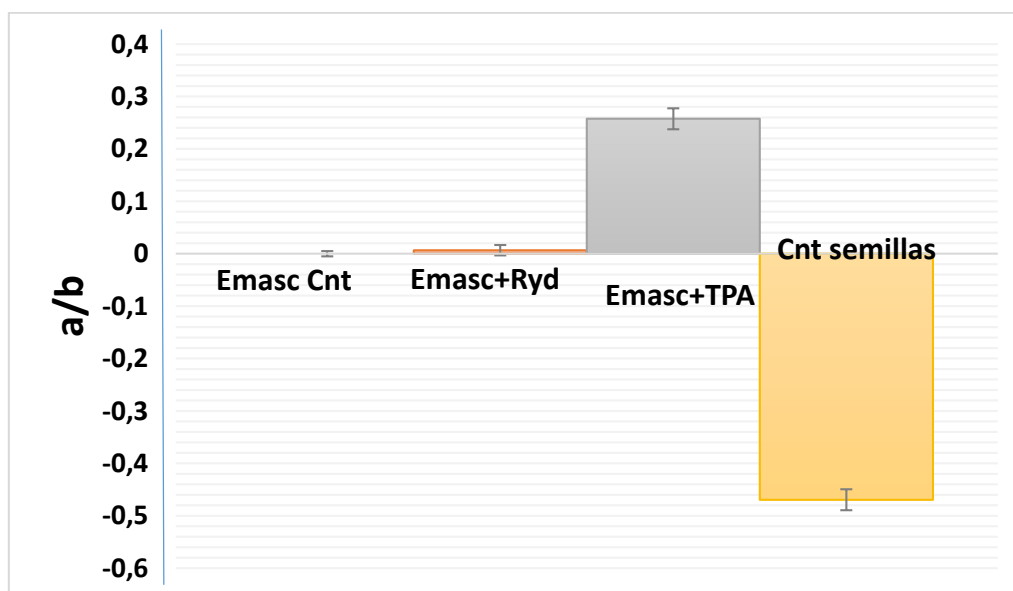 0,4
0,3
0,2
0,1
0
-0,1
-0,2
-0,3
-0,4
-0,5
-0,6
a/b
Emasc Cnt
Emasc+Ryd
Emasc+TPA
Cnt semillas